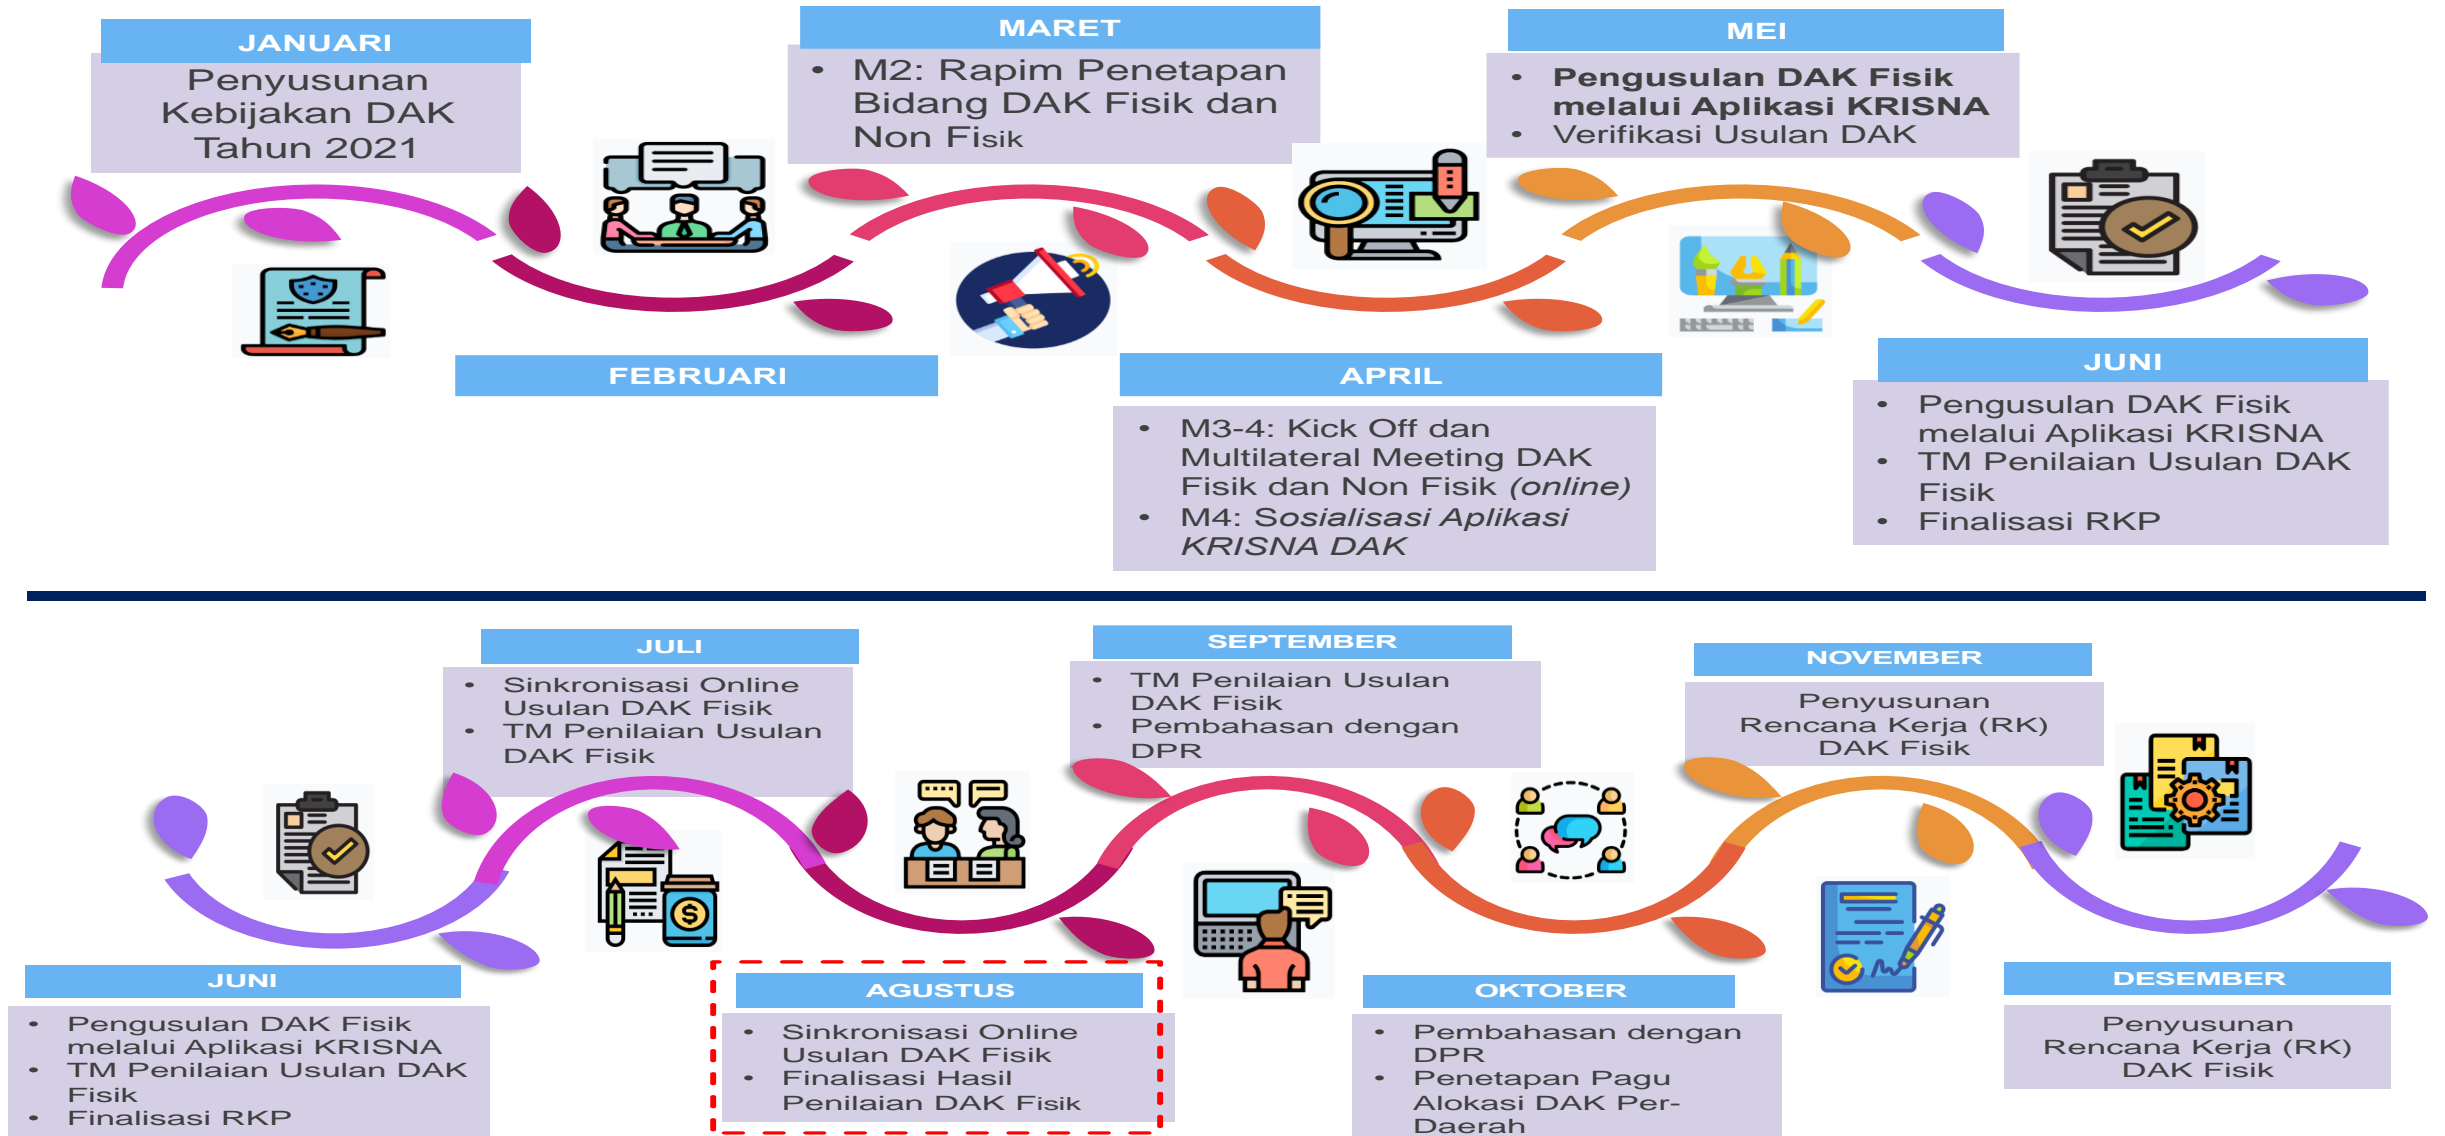 JANUARI
Penyusunan
Kebijakan DAK
Tahun 2021
FEBRUARI
MARET
• M2: Rapim Penetapan
Bidang DAK Fisik dan
Non Fisik
APRIL
• M3-4: Kick Off dan
Multilateral Meeting DAK
Fisik dan Non Fisik (online)
• M4: Sosialisasi Aplikasi
KRISNA DAK
MEI
• Pengusulan DAK Fisik
melalui Aplikasi KRISNA
• Verifikasi Usulan DAK
JUNI
• Pengusulan DAK Fisik
melalui Aplikasi KRISNA
• TM Penilaian Usulan DAK
Fisik
• Finalisasi RKP
JUNI
• Pengusulan DAK Fisik
melalui Aplikasi KRISNA
• TM Penilaian Usulan DAK
Fisik
• Finalisasi RKP
JULI
• Sinkronisasi Online
Usulan DAK Fisik
• TM Penilaian Usulan
DAK Fisik
AGUSTUS
• Sinkronisasi Online
Usulan DAK Fisik
• Finalisasi Hasil
Penilaian DAK Fisik
SEPTEMBER
• TM Penilaian Usulan
DAK Fisik
• Pembahasan dengan
DPR
OKTOBER
• Pembahasan dengan
DPR
• Penetapan Pagu
Alokasi DAK Per-
Daerah
NOVEMBER
Penyusunan
Rencana Kerja (RK)
DAK Fisik
DESEMBER
Penyusunan
Rencana Kerja (RK)
DAK Fisik